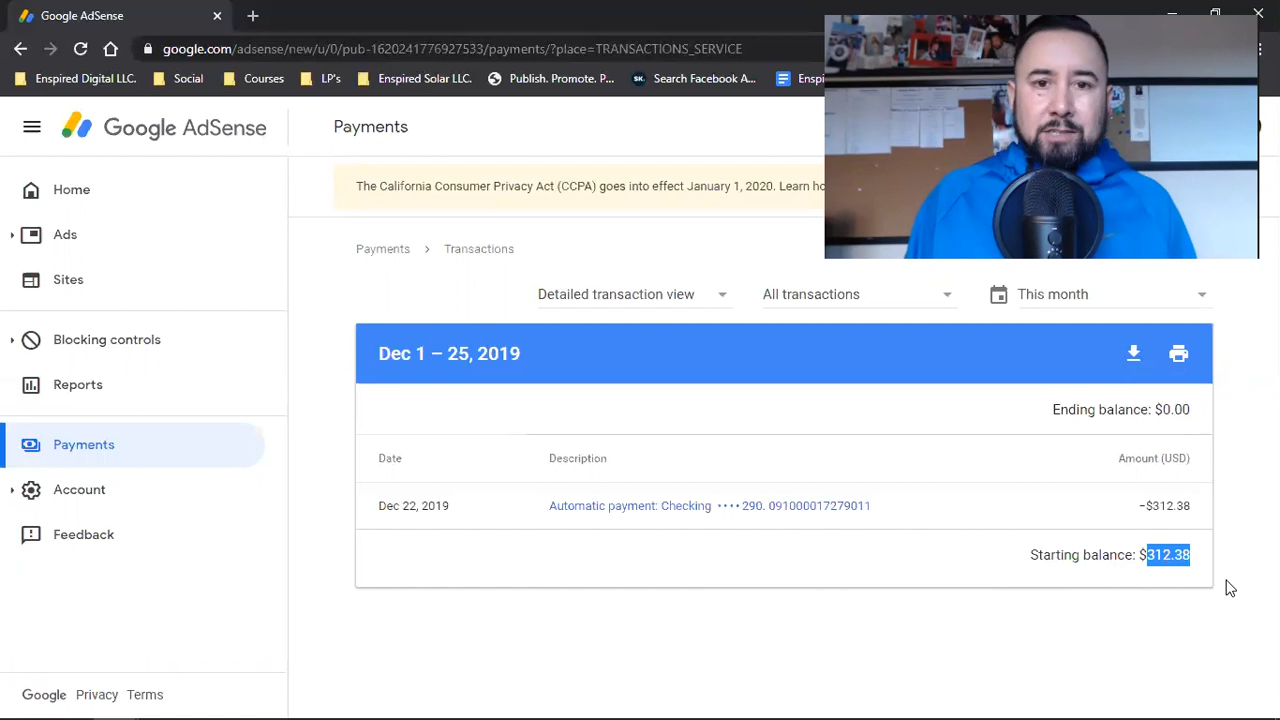 Google AdSense
google.com/adsense/new/u/0/pub-1620241776927533/payments/?place=TRANSACTIONS_SERVICE
Enspired Digital LLC.
Social
Courses
LP's
Enspired Solar LLC.
Publish. Promote. P...
SK
Search Facebook A...
Google AdSense
Payments
The California Consumer Privacy Act (CCPA) goes into effect January 1, 2020. Learn
Home
Ads
Sites
Blocking controls
Reports
Payments
Account
Feedback
Payments > Transactions
Detailed transaction view
All transactions
This month
Dec 1 – 25, 2019
Ending balance: $0.00
Date Description Amount (USD)
Dec 22, 2019 Automatic payment: Checking ••••290. 091000017279011 −$312.38
Starting balance: $312.38
Google Privacy Terms